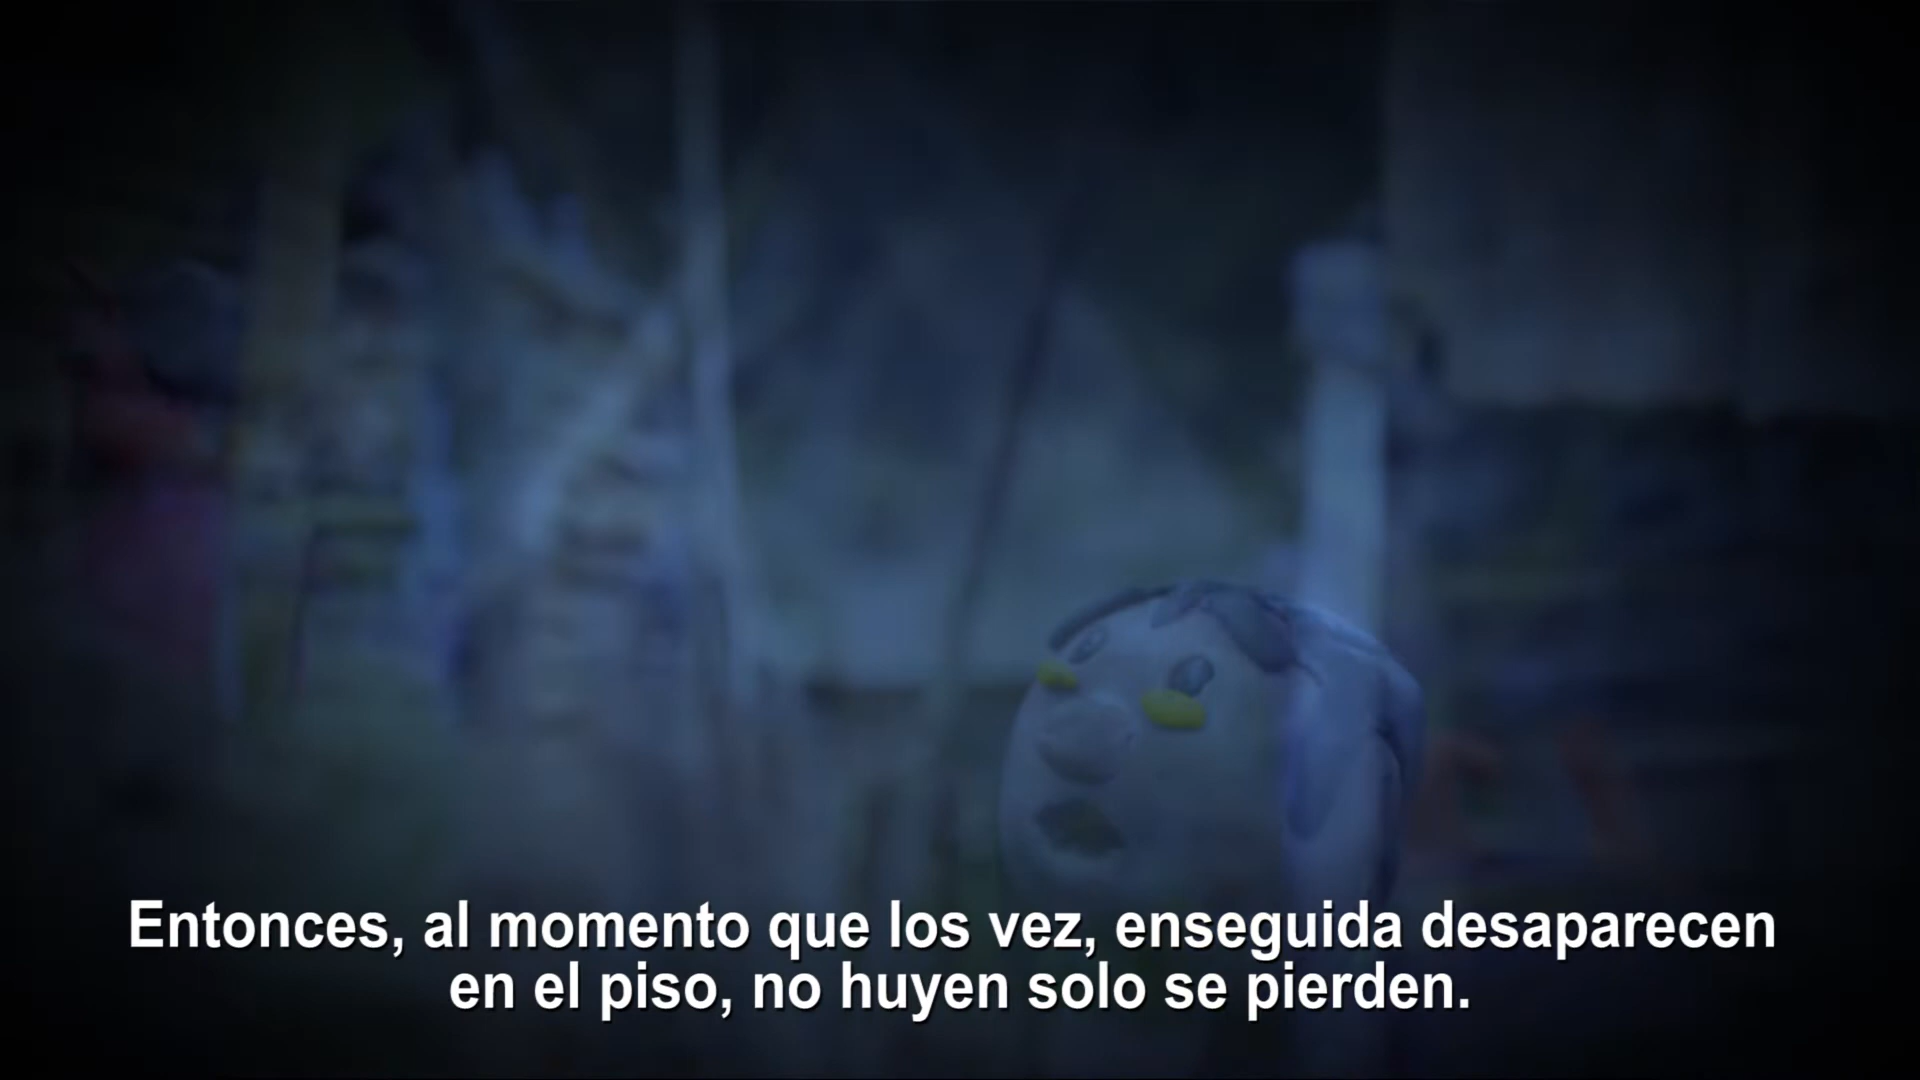 Entonces, al momento que los vez, enseguida desaparecen
en el piso, no huyen solo se pierden.